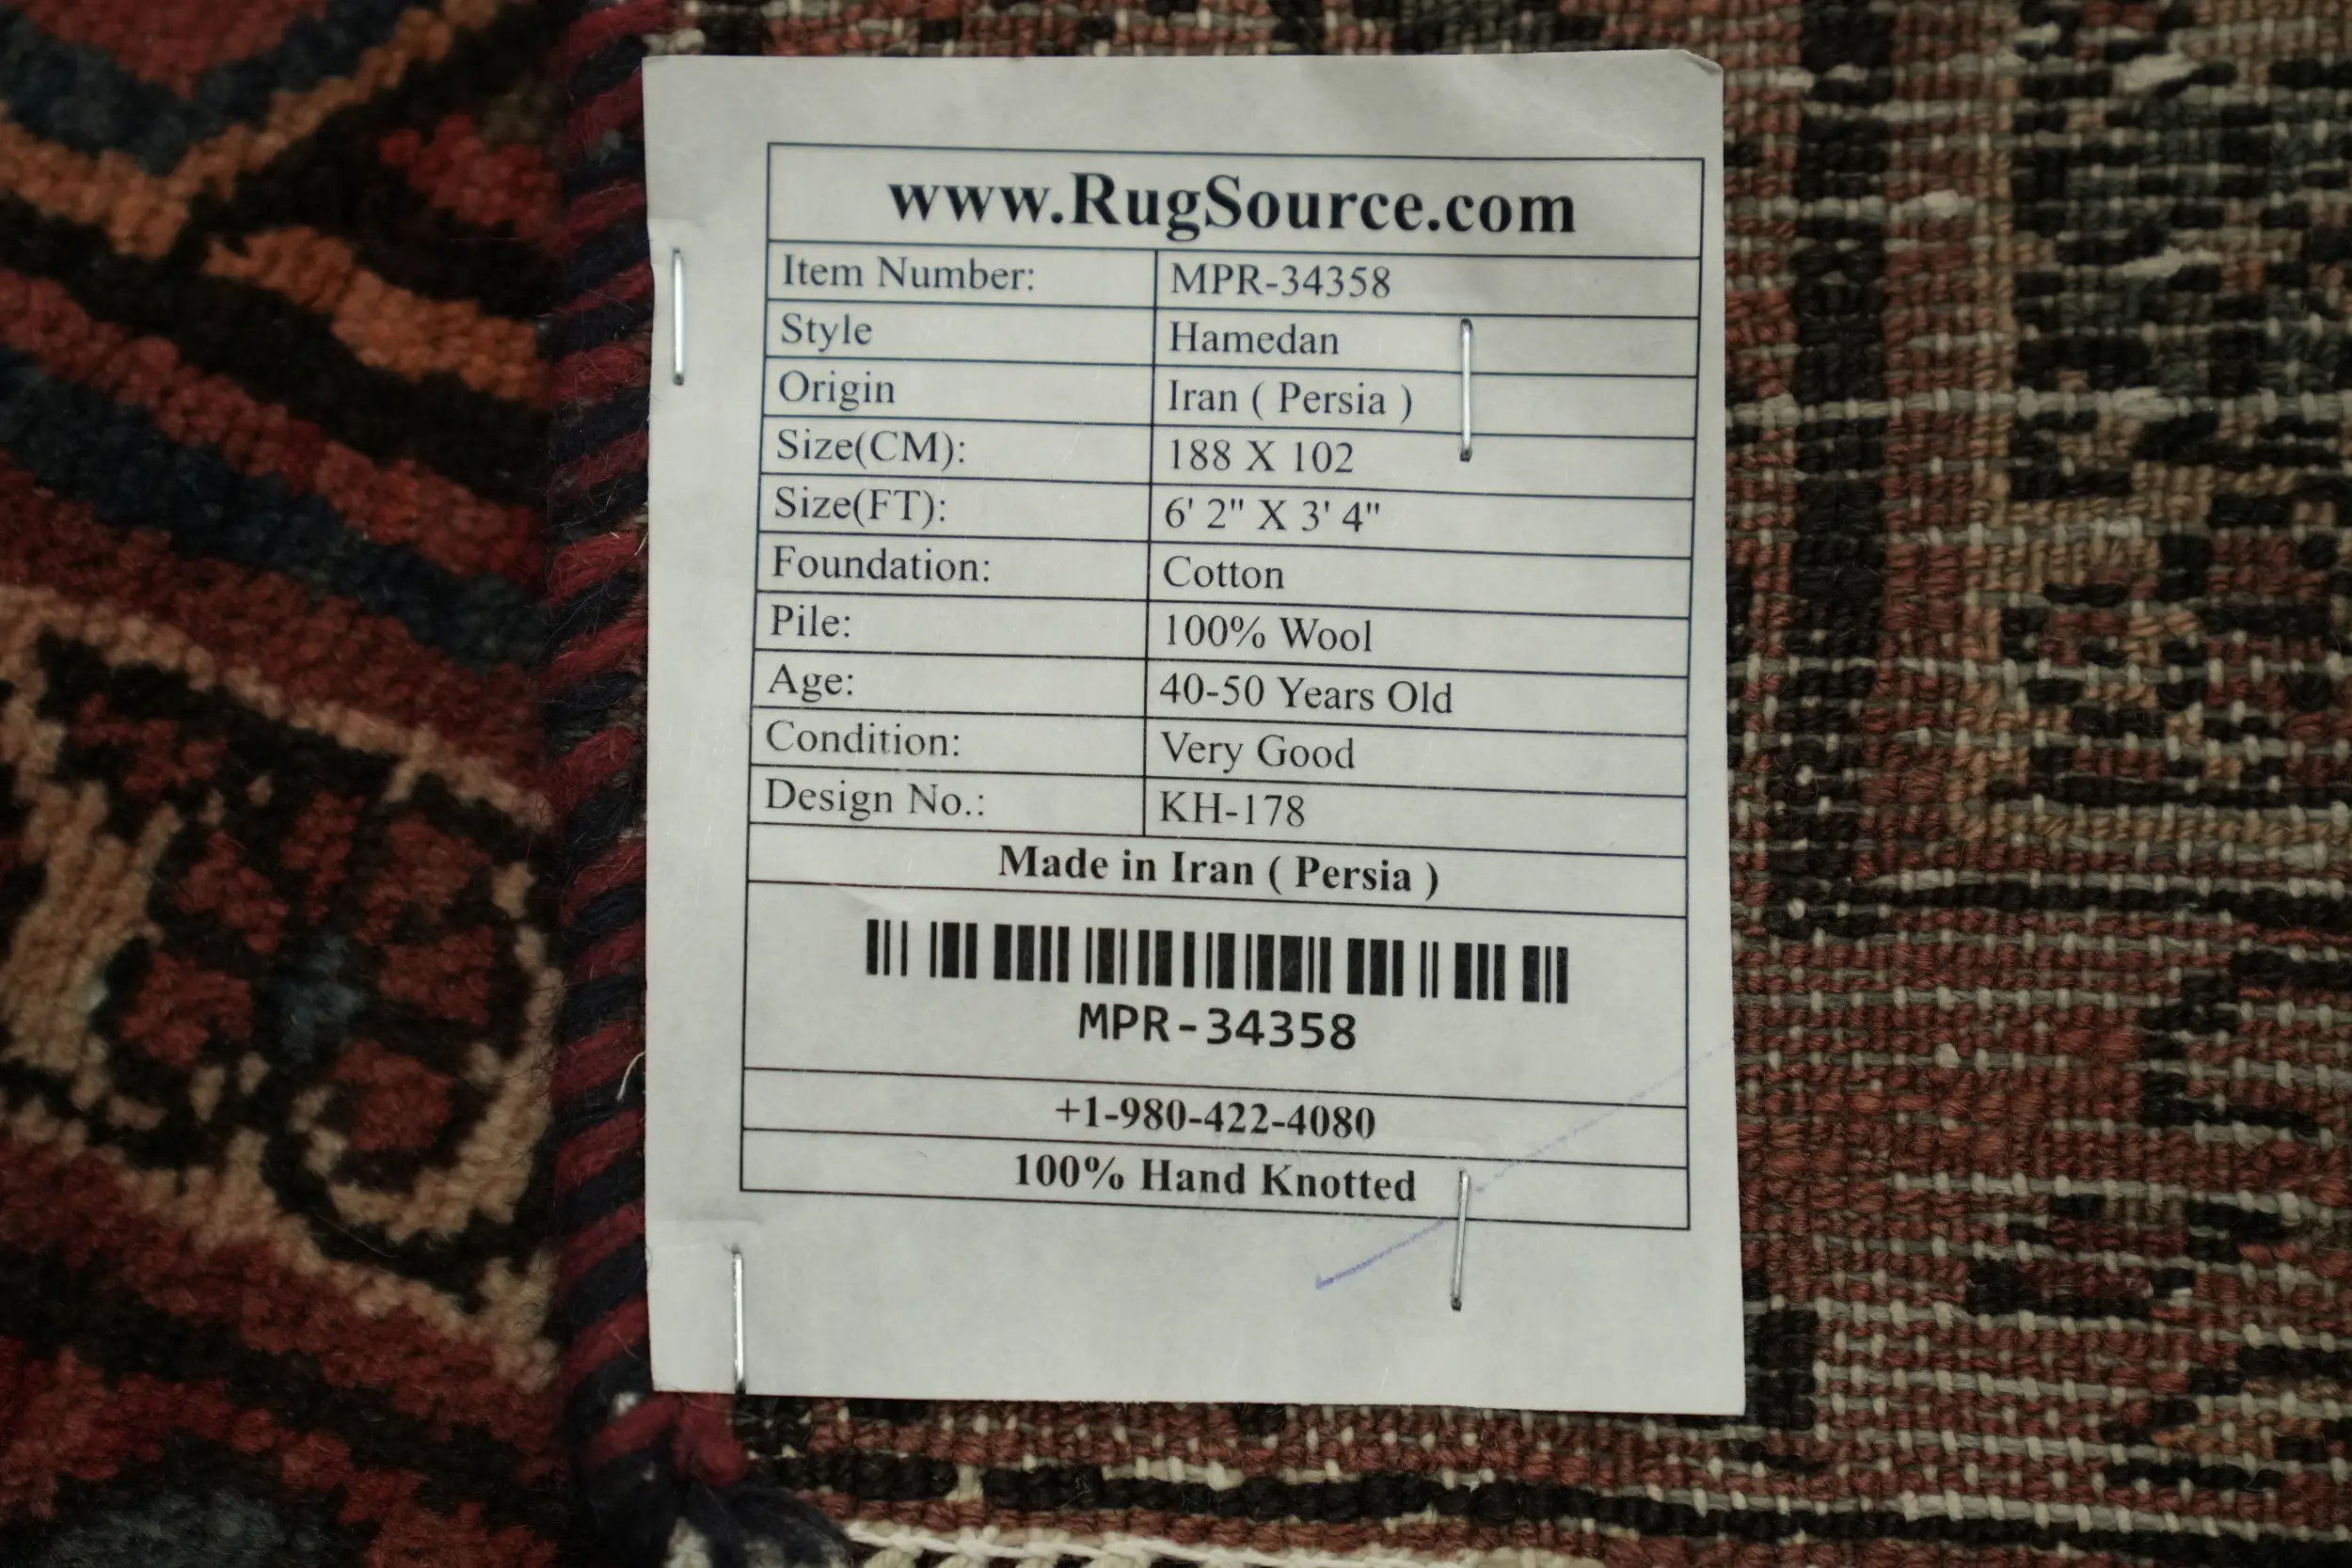 www.RugSource.com
Item Number: MPR-34358
Style Hamedan
Origin Iran ( Persia )
Size(CM): 188 X 102
Size(FT): 6' 2" X 3' 4"
Foundation: Cotton
Pile: 100% Wool
Age: 40-50 Years Old
Condition: Very Good
Design No.: KH-178
Made in Iran ( Persia )
MPR-34358
+1-980-422-4080
100% Hand Knotted